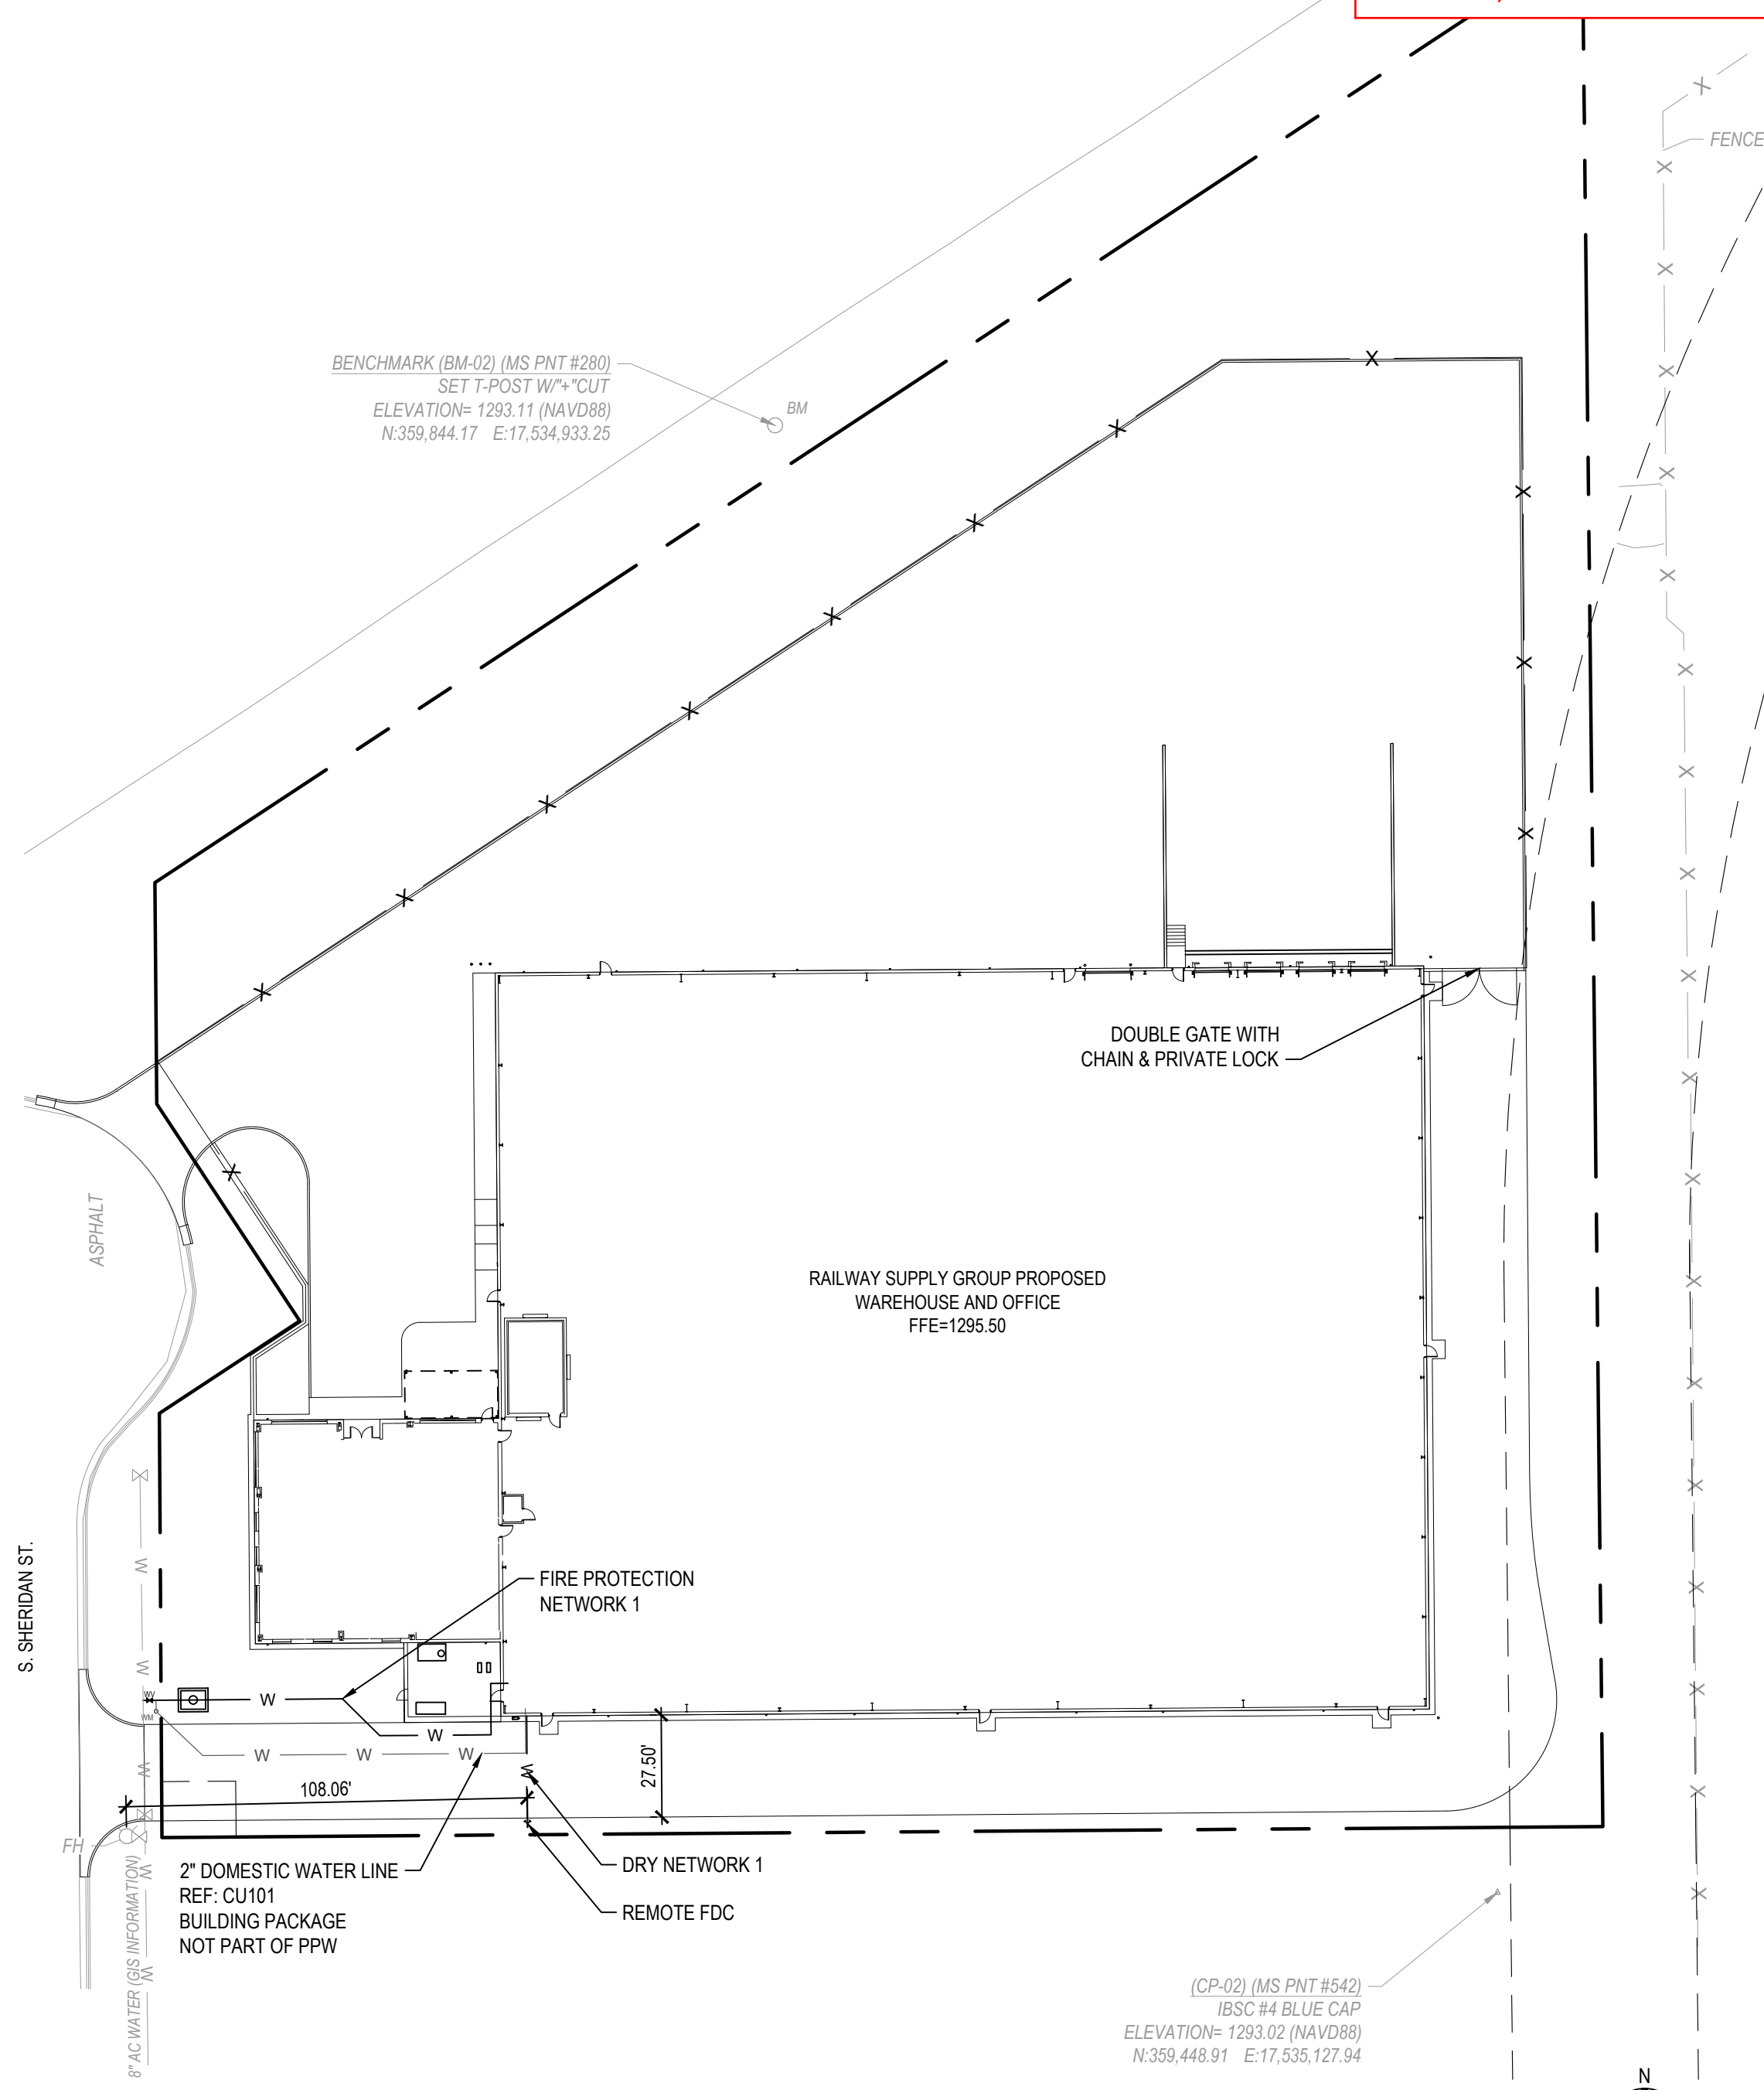 FENCE
BENCHMARK (BM-02) (MS PNT #280)
SET T-POST W/"+"CUT
ELEVATION= 1293.11 (NAVD88)
N:359,844.17 E:17,534,933.25
BM
X
X
X
X
X
X
X
X
X
X
X
X
X
DOUBLE GATE WITH
CHAIN & PRIVATE LOCK
ASPHALT
RAILWAY SUPPLY GROUP PROPOSED
WAREHOUSE AND OFFICE
FFE=1295.50
S. SHERIDAN ST.
FIRE PROTECTION
NETWORK 1
W
W
WV
WM
W
W
W
W
W
W
W
108.06'
27.50'
FH
2" DOMESTIC WATER LINE
REF: CU101
BUILDING PACKAGE
NOT PART OF PPW
DRY NETWORK 1
REMOTE FDC
8" AC WATER (GIS INFORMATION)
W
W
(CP-02) (MS PNT #542)
IBSC #4 BLUE CAP
ELEVATION= 1293.02 (NAVD88)
N:359,448.91 E:17,535,127.94
N